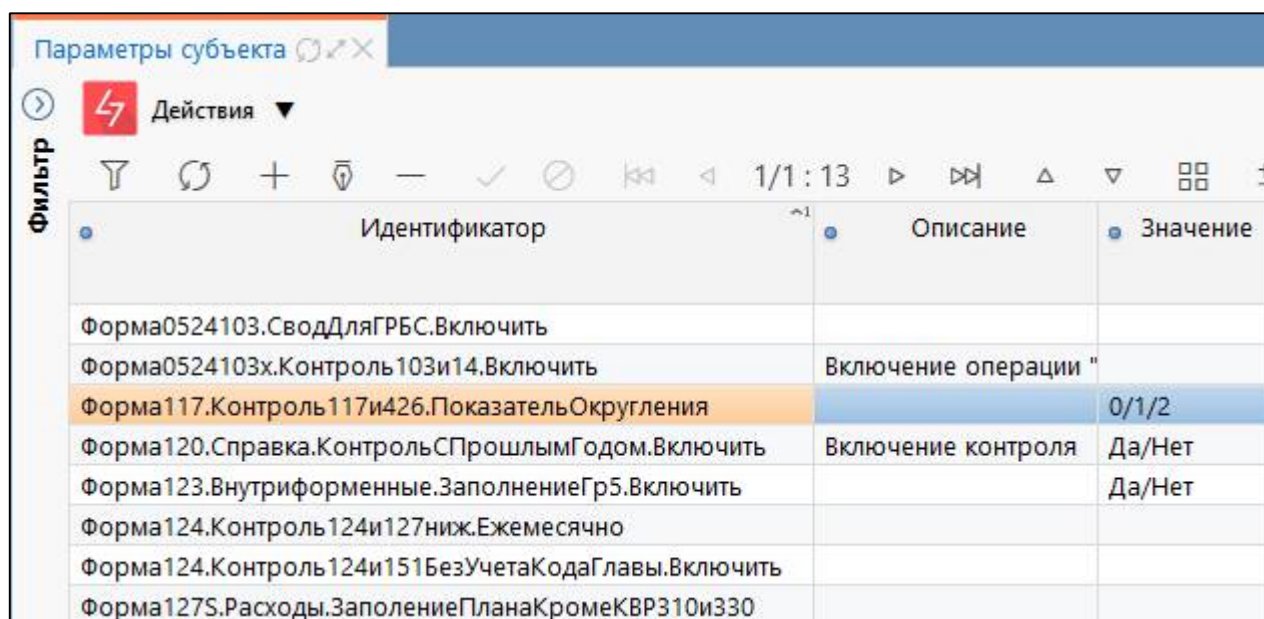 Параметры субъекта
Действия
Фильтр
1/1 : 13
Идентификатор 1 Описание Значение
Форма0524103.СводДляГРБС.Включить
Форма0524103х.Контроль103и14.Включить Включение операции "
Форма117.Контроль117и426.ПоказательОкругления 0/1/2
Форма120.Справка.КонтрольСПрошлымГодом.Включить Включение контроля Да/Нет
Форма123.Внутриформенные.ЗаполнениеГр5.Включить Да/Нет
Форма124.Контроль124и127ниж.Ежемесячно
Форма124.Контроль124и151БезУчетаКодаГлавы.Включить
Форма127S.Расходы.ЗаполениеПланаКромеКВР310и330